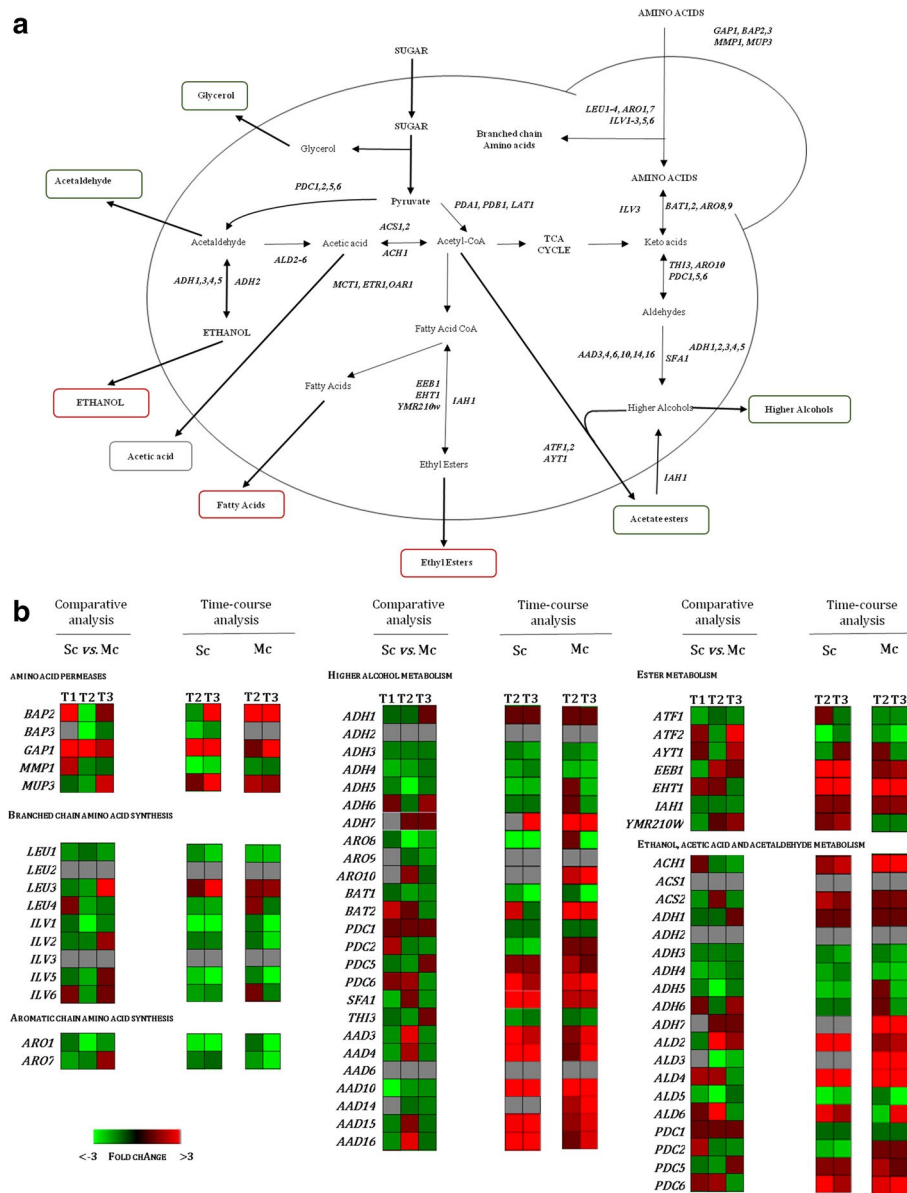 a
AMINO ACIDS
GAP1, BAP2,3
MMP1, MUP3
SUGAR
Glycerol
LEU1-4, ARO1,7
ILV1-3,5,6
SUGAR
Branched chain
Amino acids
Glycerol
Acetaldehyde
AMINO ACIDS
PDC1,2,5,6
Pyruvate
PDA1, PDB1, LAT1
ILV3
BAT1,2, ARO8,9
ACS1,2
Acetaldehyde
Acetic acid
Acetyl-CoA
TCA
CYCLE
Keto acids
ALD2-6
ACH1
ADH1,3,4,5
ADH2
MCT1, ETR1,OAR1
THI3, ARO10
PDC1,5,6
Aldehydes
ETHANOL
Fatty Acid CoA
ADH1,2,3,4,5
AAD3,4,6,10,14,16
SFA1
ETHANOL
Fatty Acids
EEB1
EHT1
YMR210w
IAH1
Higher Alcohols
Higher Alcohols
Acetic acid
ATF1,2
AYT1
Ethyl Esters
IAH1
Fatty Acids
Acetate esters
Ethyl Esters
b
Comparative
analysis
Time-course
analysis
Sc vs. Mc
Sc
Mc
AMINO ACID PERMEASES
T1 T2 T3
T2 T3
T2 T3
BAP2
BAP3
GAP1
MMP1
MUP3
BRANCHED CHAIN AMINO ACID SYNTHESIS
LEU1
LEU2
LEU3
LEU4
ILV1
ILV2
ILV3
ILV5
ILV6
AROMATIC CHAIN AMINO ACID SYNTHESIS
ARO1
ARO7
<-3
FOLD CHANGE
>3
Comparative
analysis
Time-course
analysis
Sc vs. Mc
Sc
Mc
HIGHER ALCOHOL METABOLISM
T1 T2 T3
T2 T3
T2 T3
ADH1
ADH2
ADH3
ADH4
ADH5
ADH6
ADH7
ARO8
ARO9
ARO10
BAT1
BAT2
PDC1
PDC2
PDC5
PDC6
SFA1
THI3
AAD3
AAD4
AAD6
AAD10
AAD14
AAD15
AAD16
Comparative
analysis
Time-course
analysis
Sc vs. Mc
Sc
Mc
ESTER METABOLISM
T1 T2 T3
T2 T3
T2 T3
ATF1
ATF2
AYT1
EEB1
EHT1
IAH1
YMR210W
ETHANOL, ACETIC ACID AND ACETALDEHYDE METABOLISM
ACH1
ACS1
ACS2
ADH1
ADH2
ADH3
ADH4
ADH5
ADH6
ADH7
ALD2
ALD3
ALD4
ALD5
ALD6
PDC1
PDC2
PDC5
PDC6